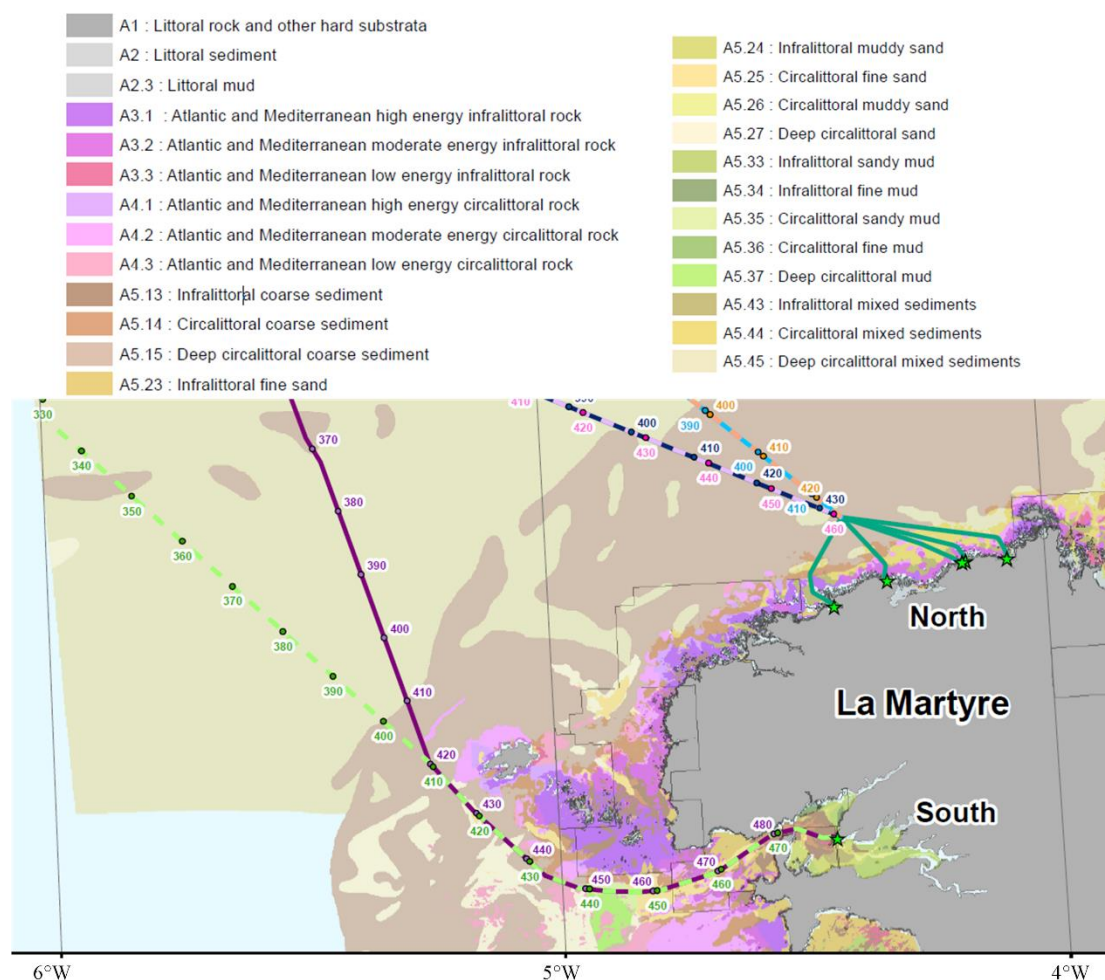 A1 : Littoral rock and other hard substrata
A2 : Littoral sediment
A2.3 : Littoral mud
A3.1 : Atlantic and Mediterranean high energy infralittoral rock
A3.2 : Atlantic and Mediterranean moderate energy infralittoral rock
A3.3 : Atlantic and Mediterranean low energy infralittoral rock
A4.1 : Atlantic and Mediterranean high energy circalittoral rock
A4.2 : Atlantic and Mediterranean moderate energy circalittoral rock
A4.3 : Atlantic and Mediterranean low energy circalittoral rock
A5.13 : Infralittoral coarse sediment
A5.14 : Circalittoral coarse sediment
A5.15 : Deep circalittoral coarse sediment
A5.23 : Infralittoral fine sand
A5.24 : Infralittoral muddy sand
A5.25 : Circalittoral fine sand
A5.26 : Circalittoral muddy sand
A5.27 : Deep circalittoral sand
A5.33 : Infralittoral sandy mud
A5.34 : Infralittoral fine mud
A5.35 : Circalittoral sandy mud
A5.36 : Circalittoral fine mud
A5.37 : Deep circalittoral mud
A5.43 : Infralittoral mixed sediments
A5.44 : Circalittoral mixed sediments
A5.45 : Deep circalittoral mixed sediments
330
340
350
360
370
380
390
400
410
420
430
440
450
460
470
370
380
390
400
410
420
430
440
450
460
470
480
410
420
430
440
450
460
400
410
420
430
390
400
410
400
410
420
North
La Martyre
South
6°W
5°W
4°W